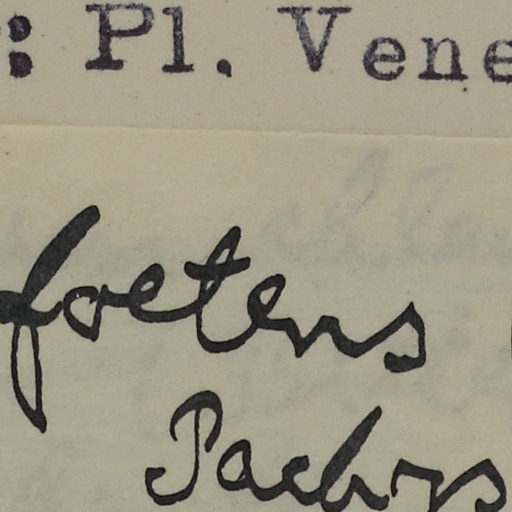 : Pl. Vene
foetens
Pachys